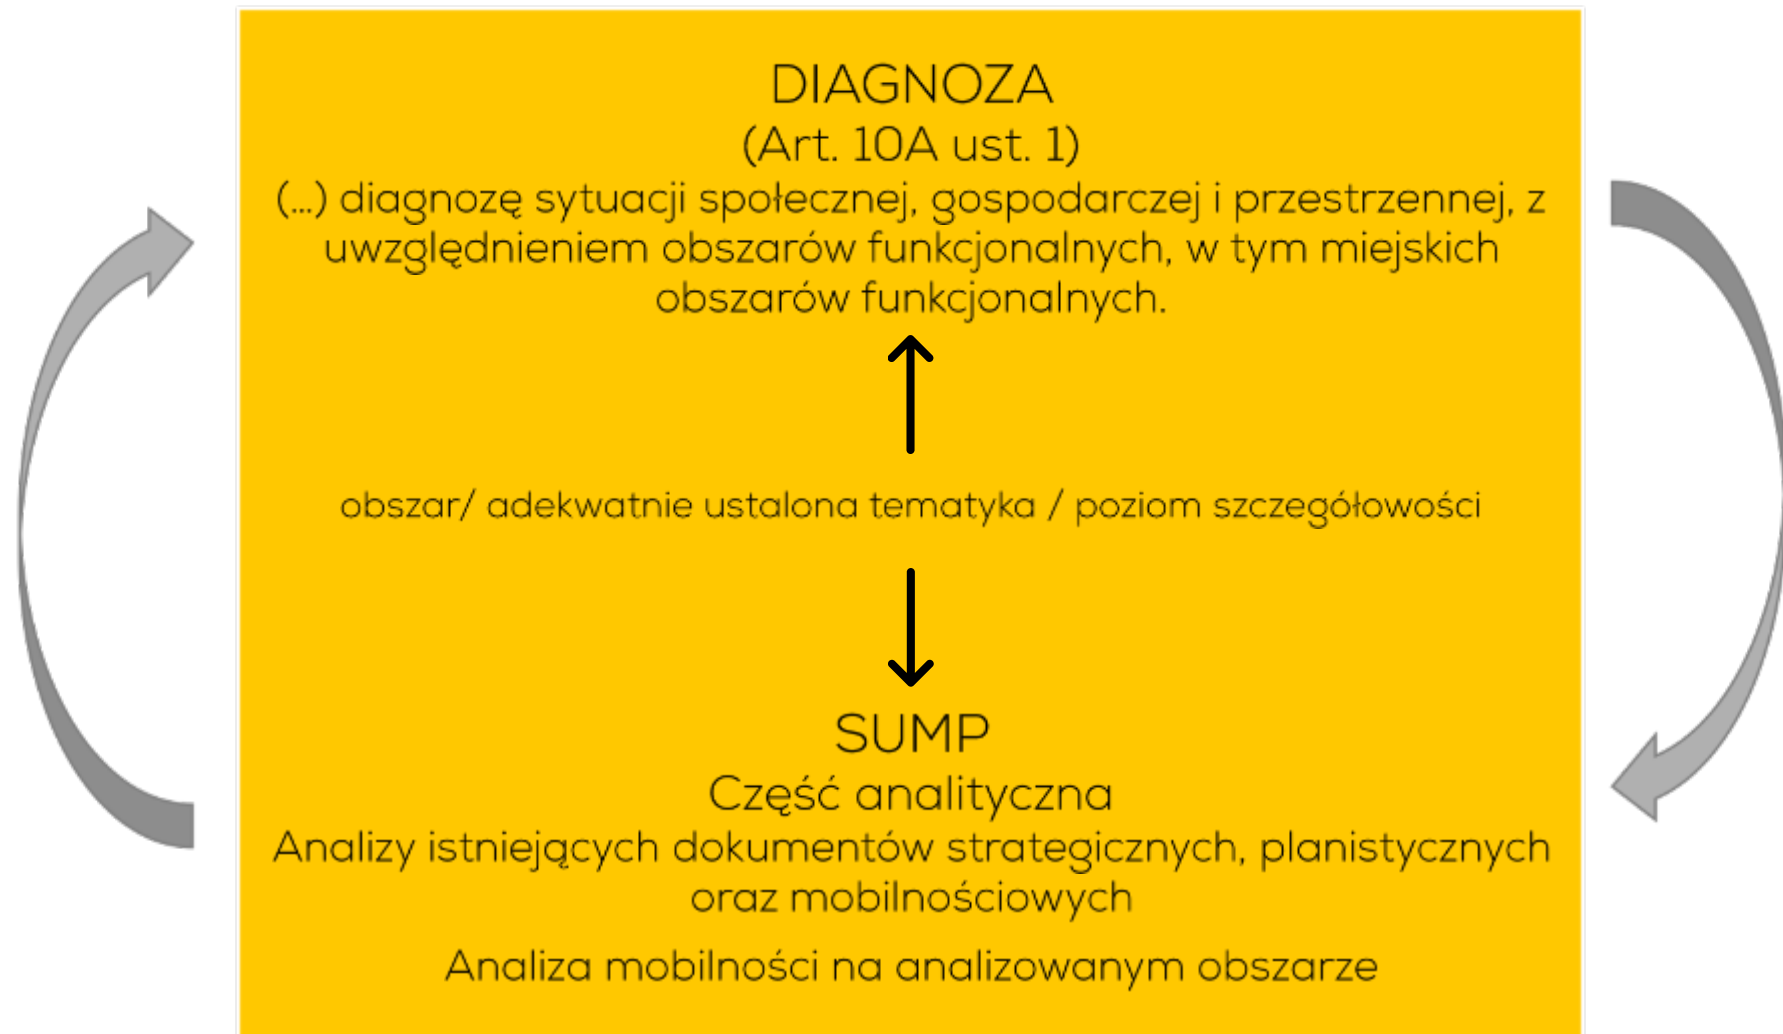 DIAGNOZA
(Art. 10A ust. 1)
(...) diagnozę sytuacji społecznej, gospodarczej i przestrzennej, z
uwzględnieniem obszarów funkcjonalnych, w tym miejskich
obszarów funkcjonalnych.
obszar/ adekwatnie ustalona tematyka / poziom szczegółowości
SUMP
Część analityczna
Analizy istniejących dokumentów strategicznych, planistycznych
oraz mobilnościowych
Analiza mobilności na analizowanym obszarze